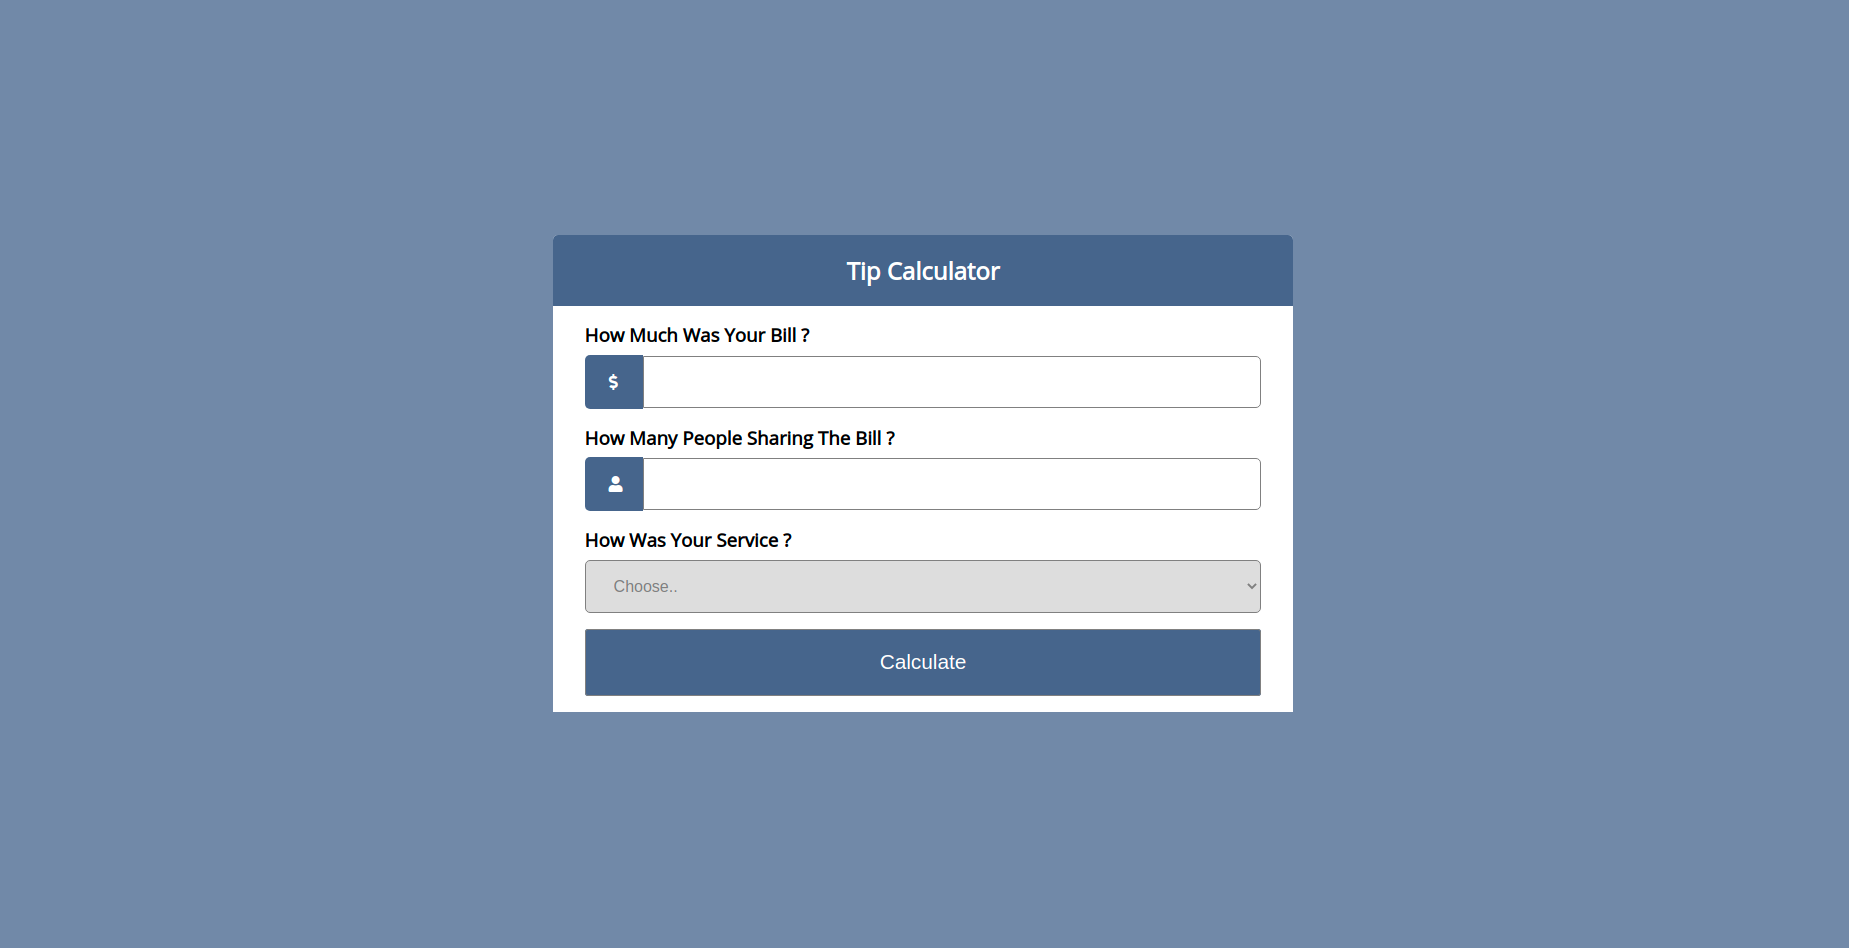 Tip Calculator
How Much Was Your Bill ?
$
How Many People Sharing The Bill ?
How Was Your Service ?
Choose..
Calculate